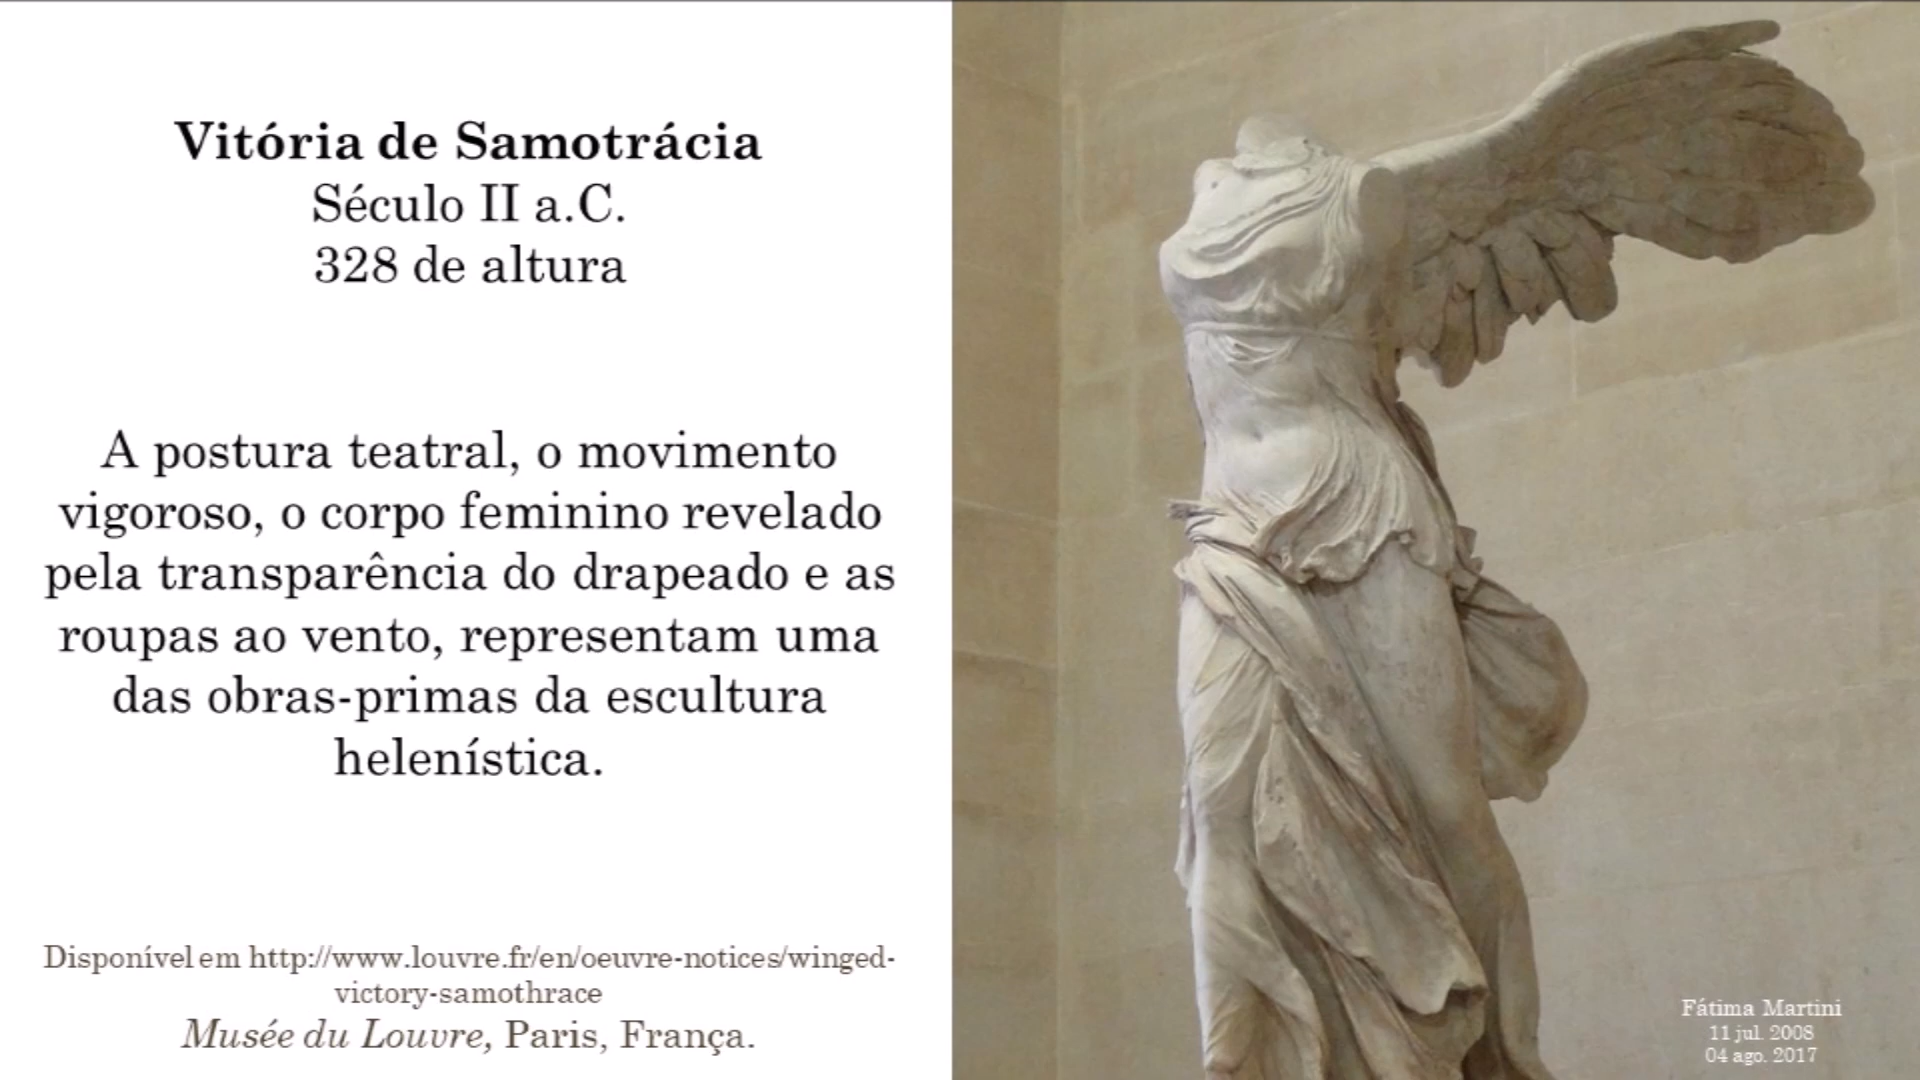 Vitória de Samotrácia
Século II a.C.
328 de altura
A postura teatral, o movimento
vigoroso, o corpo feminino revelado
pela transparência do drapeado e as
roupas ao vento, representam uma
das obras-primas da escultura
helenística.
Disponível em http://www.louvre.fr/en/oeuvre-notices/winged-
victory-samothrace
Musée du Louvre, Paris, França.
Fátima Martini
11 jul. 2008
04 ago. 2017